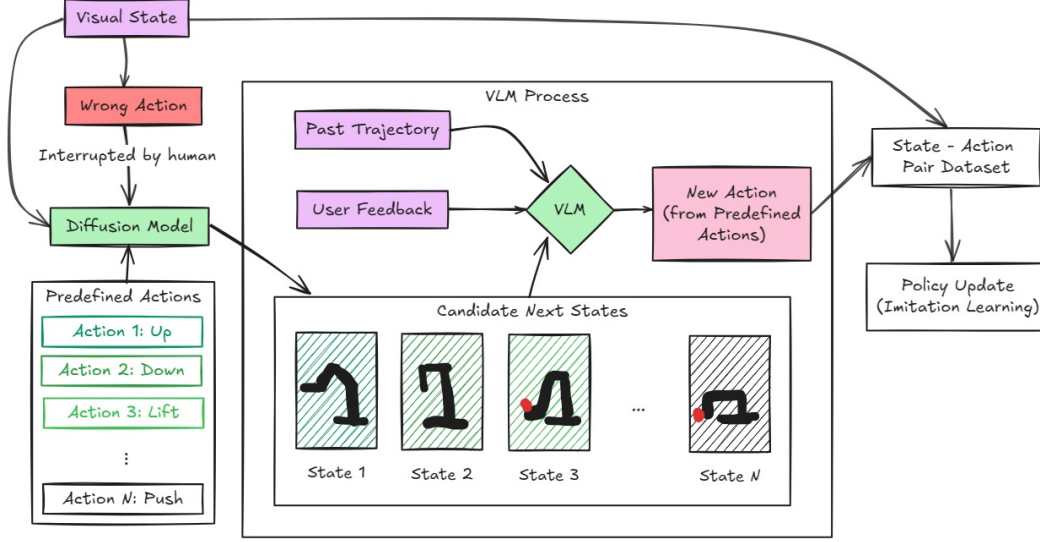 Visual State
Wrong Action
Interrupted by human
Diffusion Model
Predefined Actions
Action 1: Up
Action 2: Down
Action 3: Lift
⋮
Action N: Push
VLM Process
Past Trajectory
User Feedback
VLM
New Action
(from Predefined
Actions)
Candidate Next States
...
State 1
State 2
State 3
State N
State - Action
Pair Dataset
Policy Update
(Imitation Learning)